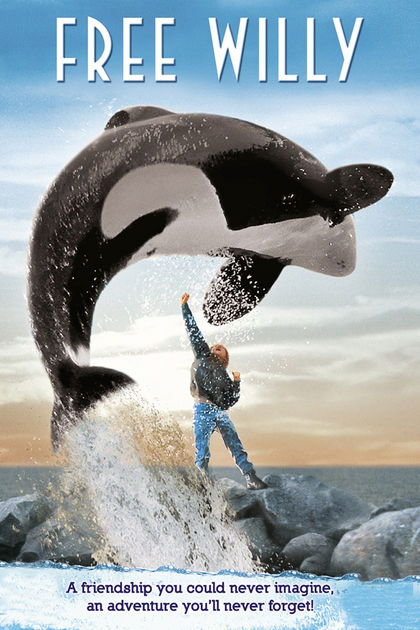 FREE WILLY
A friendship you could never imagine,
an adventure you'll never forget!